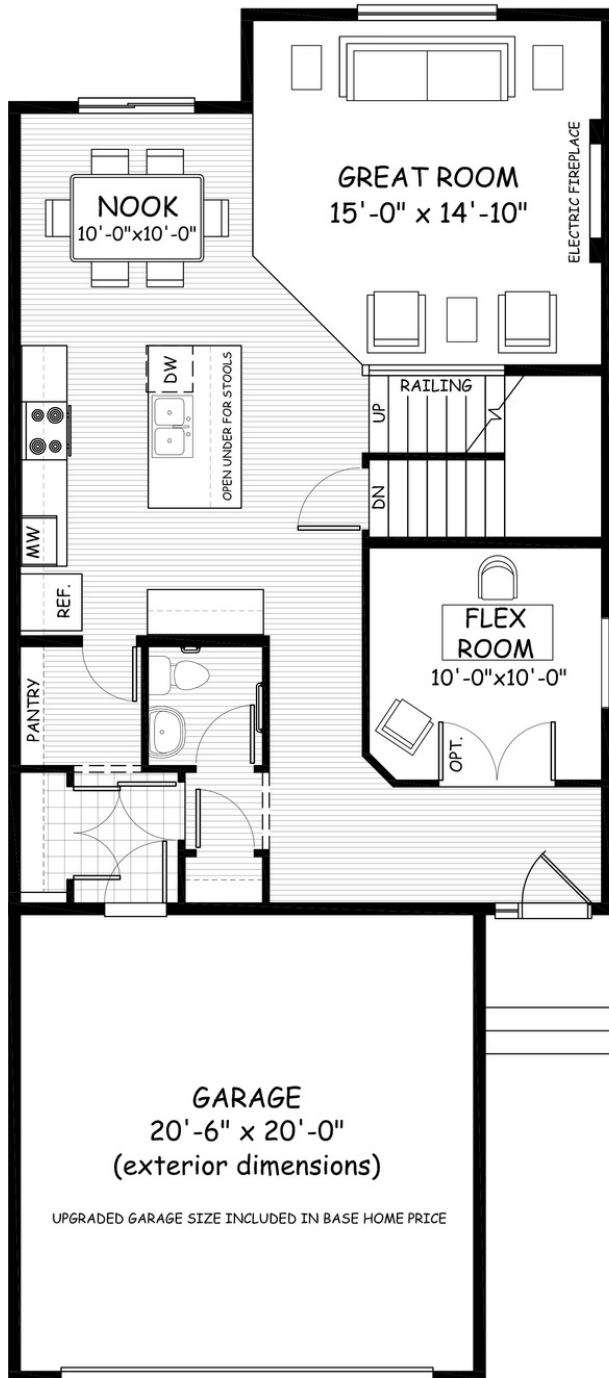 GREAT ROOM
15'-0" x 14'-10"
ELECTRIC FIREPLACE
NOOK
10'-0"x10'-0"
DW
OPEN UNDER FOR STOOLS
RAILING
UP
DN
MW
REF.
FLEX
ROOM
10'-0"x10'-0"
OPT.
PANTRY
GARAGE
20'-6" x 20'-0"
(exterior dimensions)
UPGRADED GARAGE SIZE INCLUDED IN BASE HOME PRICE